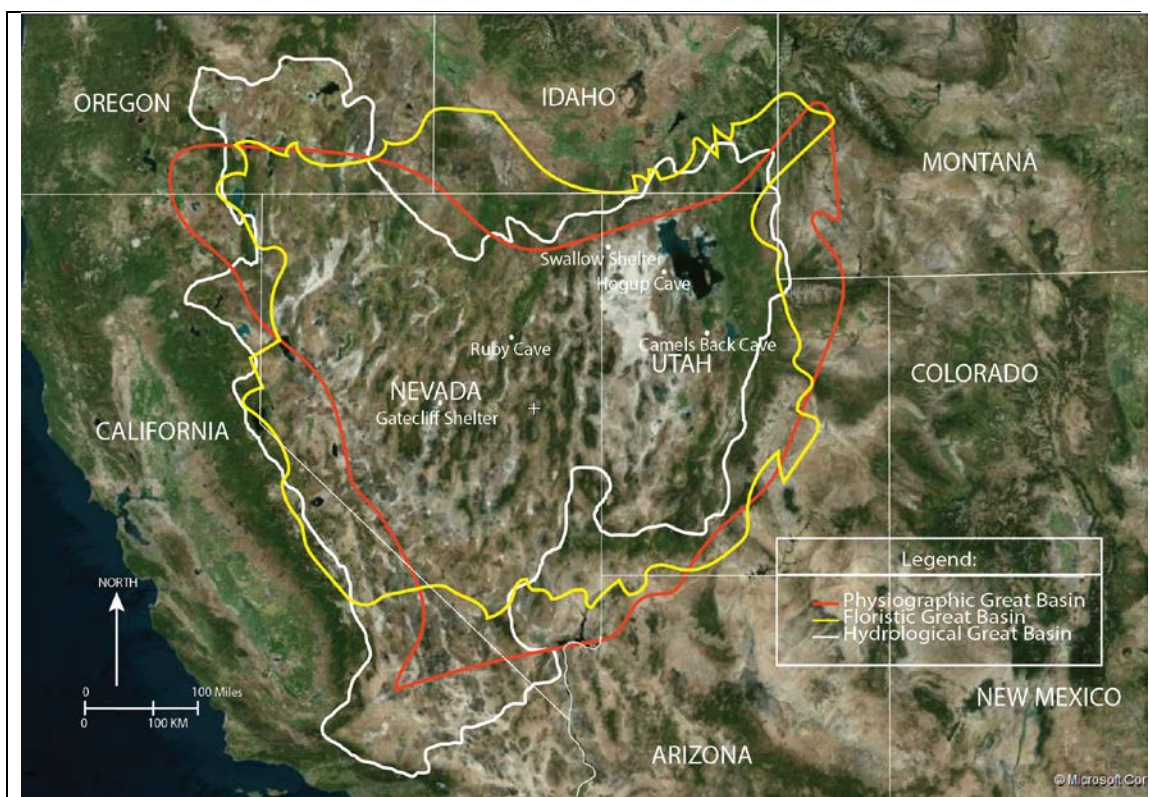 OREGON
IDAHO
MONTANA
Swallow Shelter
Hogup Cave
Ruby Cave
Camels Back Cave
UTAH
NEVADA
COLORADO
Gatecliff Shelter
CALIFORNIA
Legend:
Physiographic Great Basin
Floristic Great Basin
Hydrological Great Basin
NORTH
0 100 Miles
0 100 KM
NEW MEXICO
ARIZONA
© Microsoft Cor